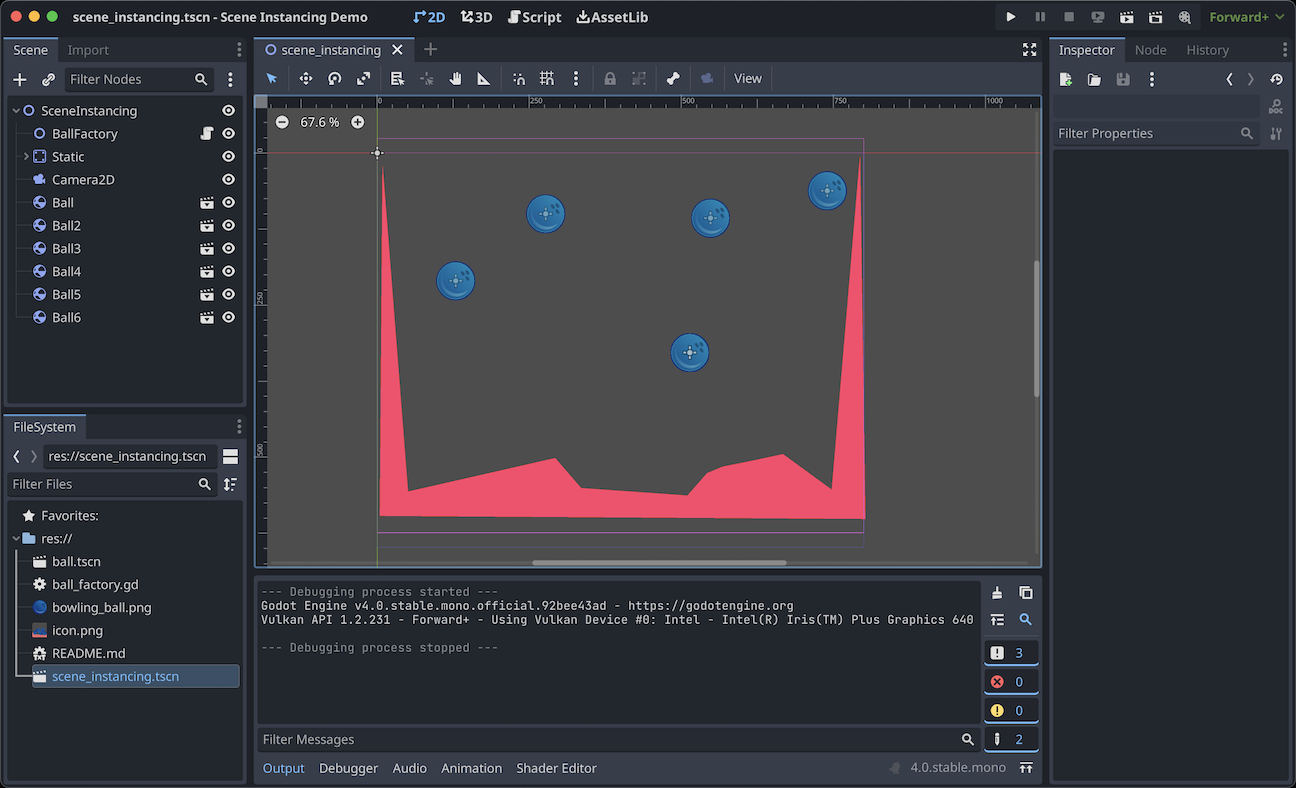 scene_instancing.tscn - Scene Instancing Demo
2D
3D
Script
AssetLib
Forward+
Scene
Import
Filter Nodes
SceneInstancing
BallFactory
Static
Camera2D
Ball
Ball2
Ball3
Ball4
Ball5
Ball6
FileSystem
res://scene_instancing.tscn
Filter Files
Favorites:
res://
ball.tscn
ball_factory.gd
bowling_ball.png
icon.png
README.md
scene_instancing.tscn
scene_instancing
View
0
250
500
750
1000
67.6 %
0
250
500
--- Debugging process started ---
Godot Engine v4.0.stable.mono.official.92bee43ad - https://godotengine.org
Vulkan API 1.2.231 - Forward+ - Using Vulkan Device #0: Intel - Intel(R) Iris(TM) Plus Graphics 640
--- Debugging process stopped ---
3
0
0
2
Filter Messages
Output
Debugger
Audio
Animation
Shader Editor
4.0.stable.mono
Inspector
Node
History
DOC
Filter Properties